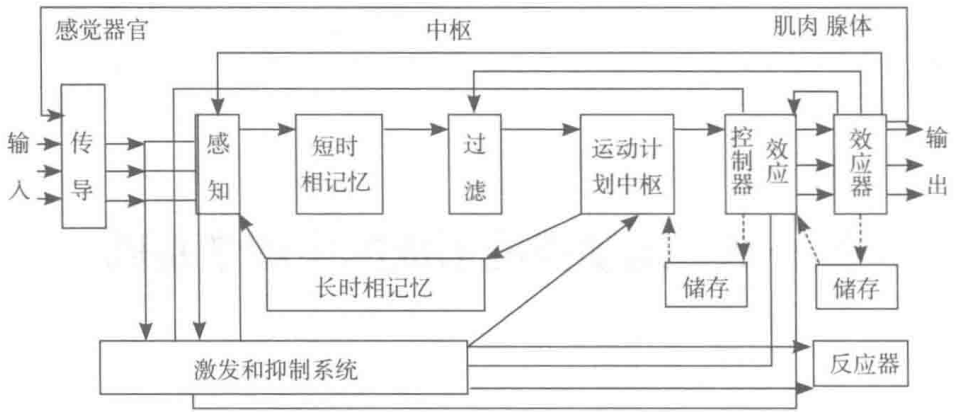 感觉器官 中枢 肌肉 腺体
输入
传导
感知
短时相记忆
过滤
运动计划中枢
控制器
效应
效应器
输出
长时相记忆
储存
储存
激发和抑制系统
反应器